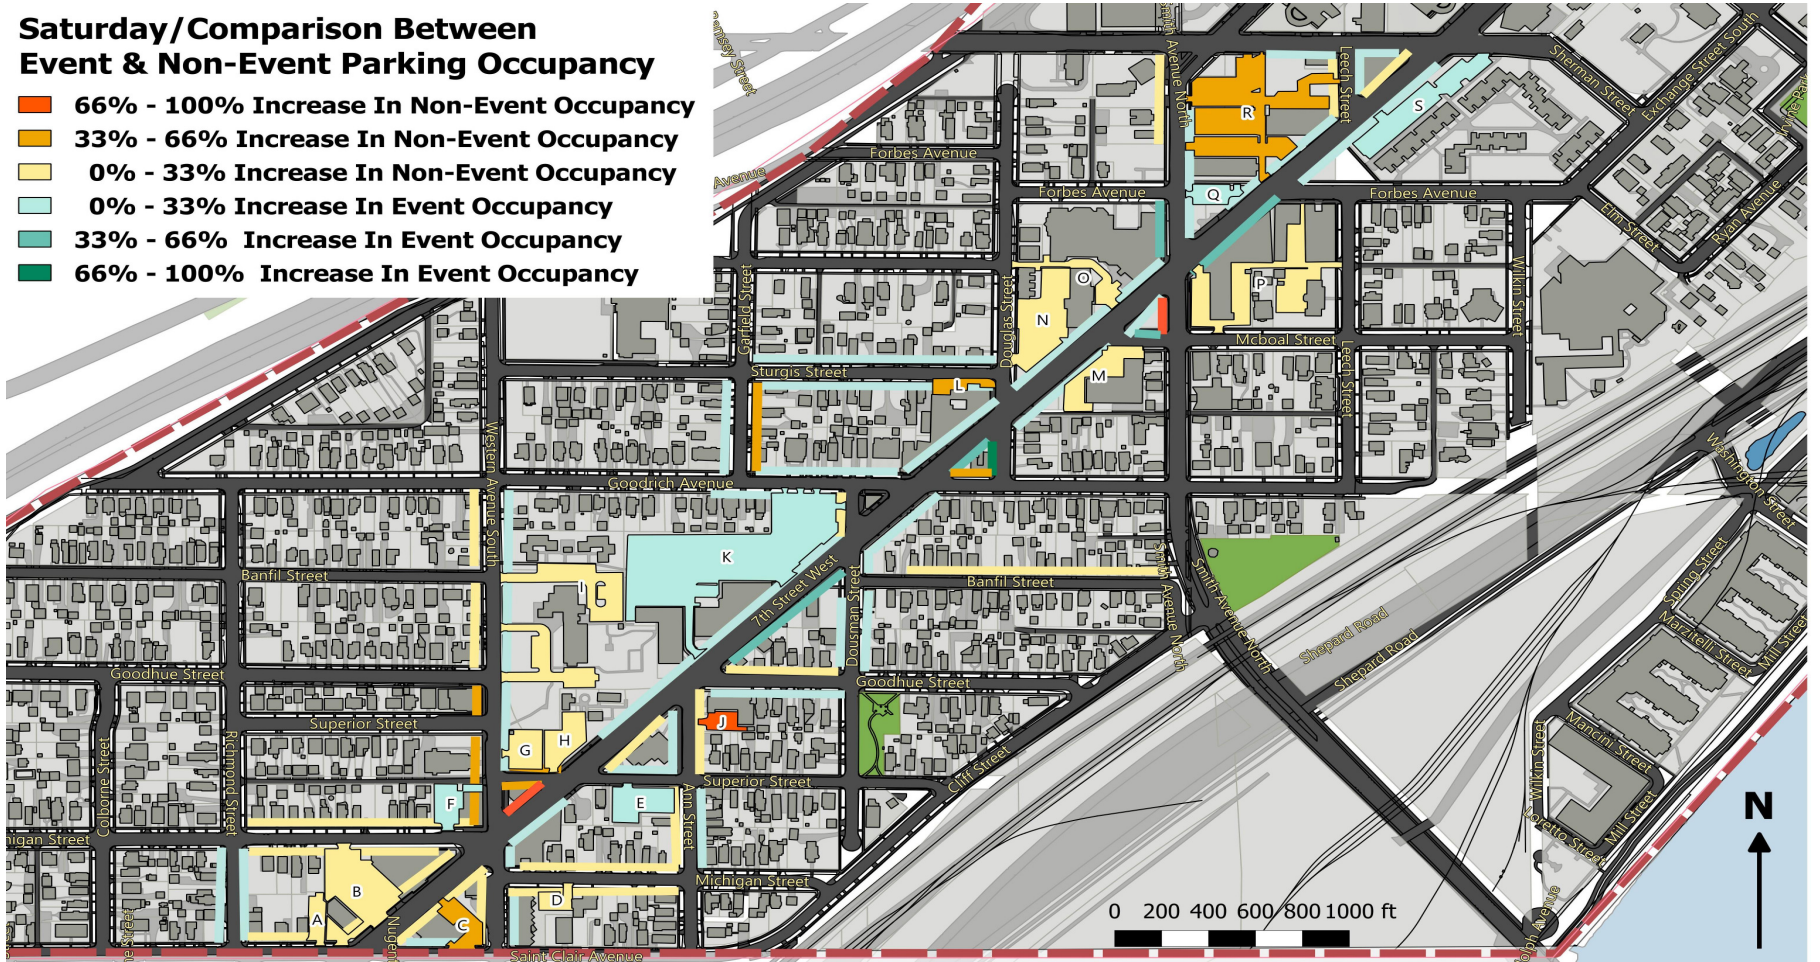 Saturday/Comparison Between
Event & Non-Event Parking Occupancy
66% - 100% Increase In Non-Event Occupancy
33% - 66% Increase In Non-Event Occupancy
0% - 33% Increase In Non-Event Occupancy
0% - 33% Increase In Event Occupancy
33% - 66% Increase In Event Occupancy
66% - 100% Increase In Event Occupancy
Smith Avenue North
Leech Street
Sherman Street
Exchange Street South
Forbes Avenue
Avenue
Forbes Avenue
Forbes Avenue
Elm Street
Ryan Avenue
Wilkin Street
Garfield Street
Douglas Street
Mcboal Street
Leech Street
Sturgis Street
Western Avenue South
Goodrich Avenue
Washington Street
Banfil Street
7th Street West
Dousman Street
Banfil Street
Smith Avenue North
Smith Avenue North
Spring Street
Shepard Road
Shepard Road
Marzitelli Street
Mill Street
Goodhue Street
Goodhue Street
Superior Street
Superior Street
Colborne Street
Richmond Street
Ann Street
Cliff Street
Mancini Street
Wilkin Street
Mill Street
Loretto Street
higan Street
Michigan Street
Nugent
Saint Clair Avenue
R
S
Q
O
P
N
M
L
K
I
J
G
H
F
E
B
A
C
D
N
0 200 400 600 800 1000 ft